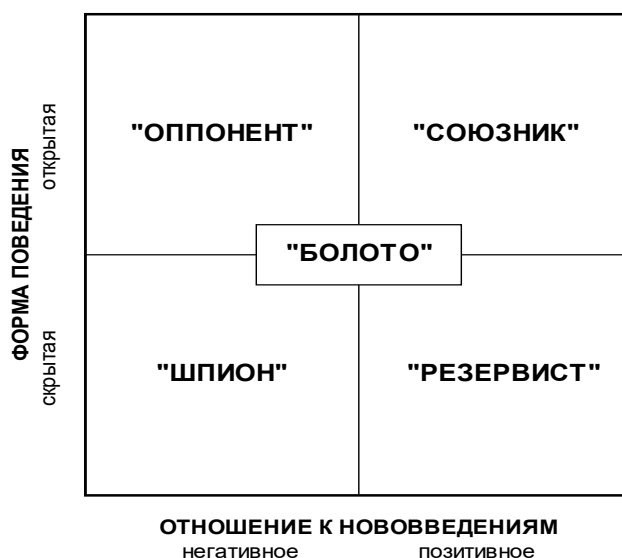 "ОППОНЕНТ"
"СОЮЗНИК"
"БОЛОТО"
"ШПИОН"
"РЕЗЕРВИСТ"
ФОРМА ПОВЕДЕНИЯ
открытая
скрытая
ОТНОШЕНИЕ К НОВОВВЕДЕНИЯМ
негативное
позитивное